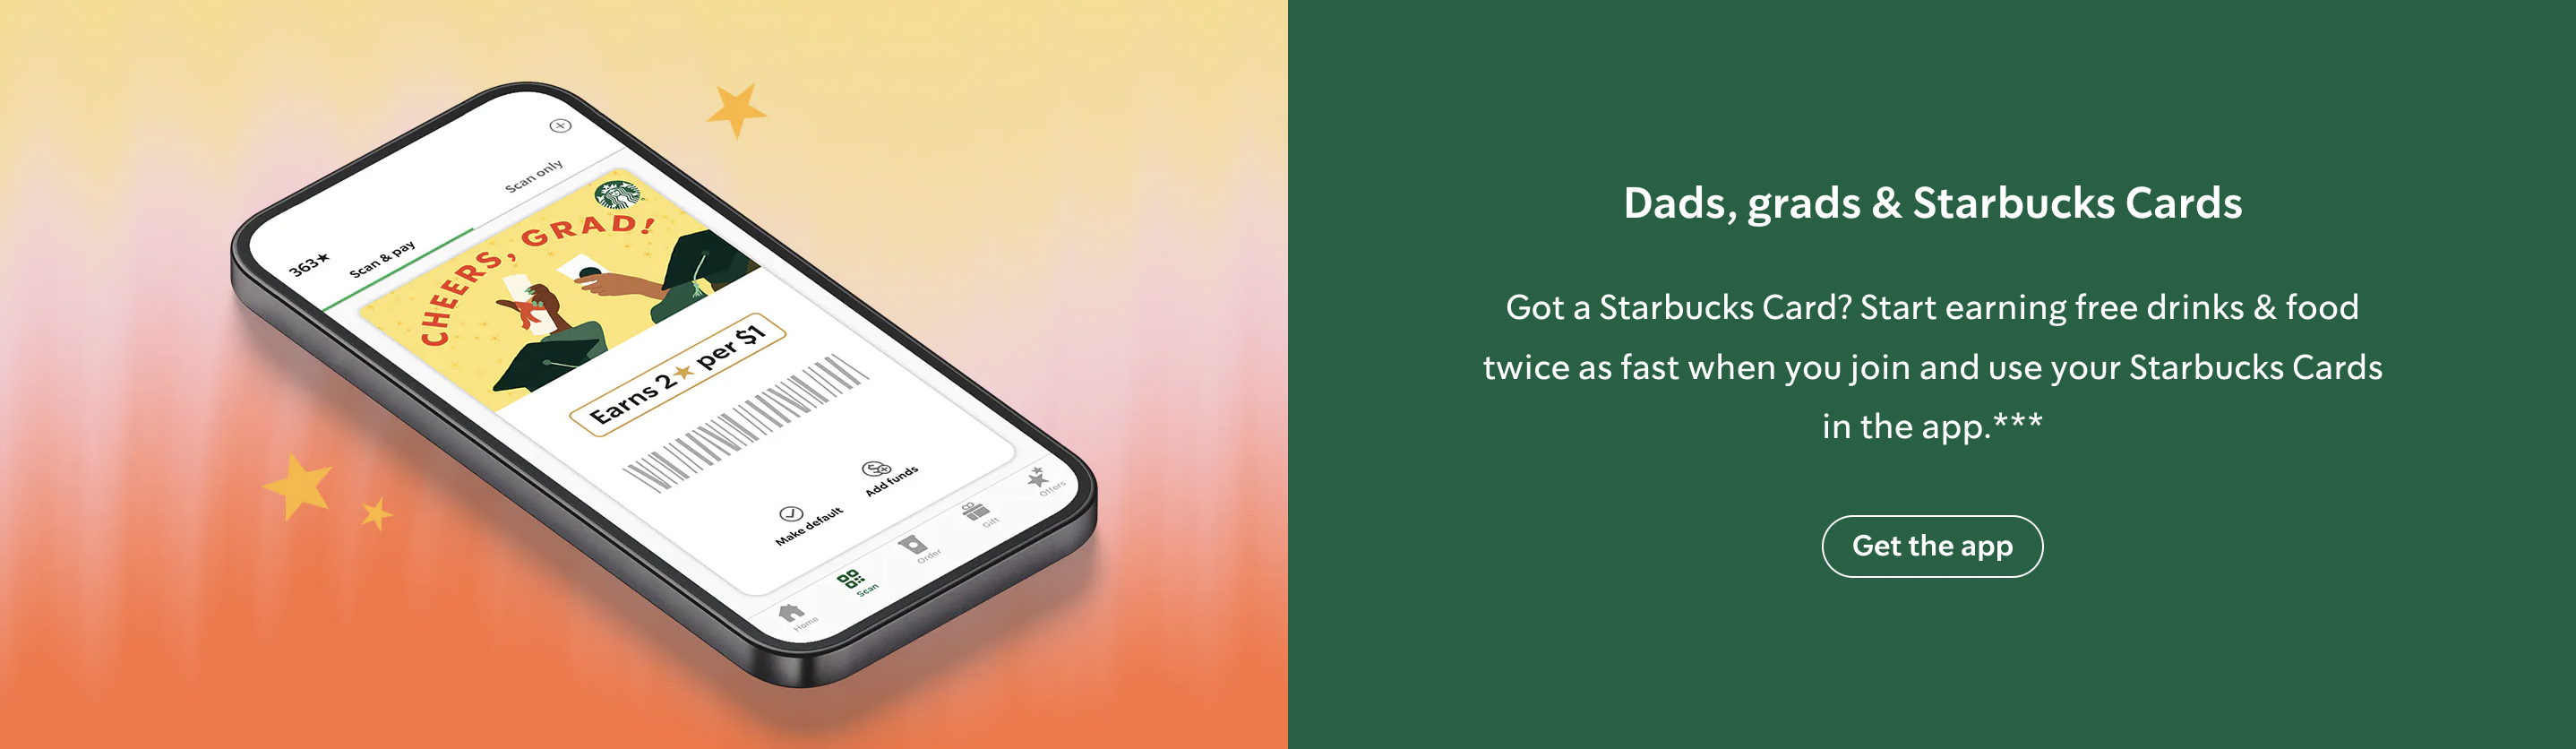 363★
Scan & pay
Scan only
CHEERS, GRAD!
Earns 2★ per $1
Make default
Add funds
Home
Scan
Order
Gift
Offers
Dads, grads & Starbucks Cards
Got a Starbucks Card? Start earning free drinks & food
twice as fast when you join and use your Starbucks Cards
in the app.***
Get the app